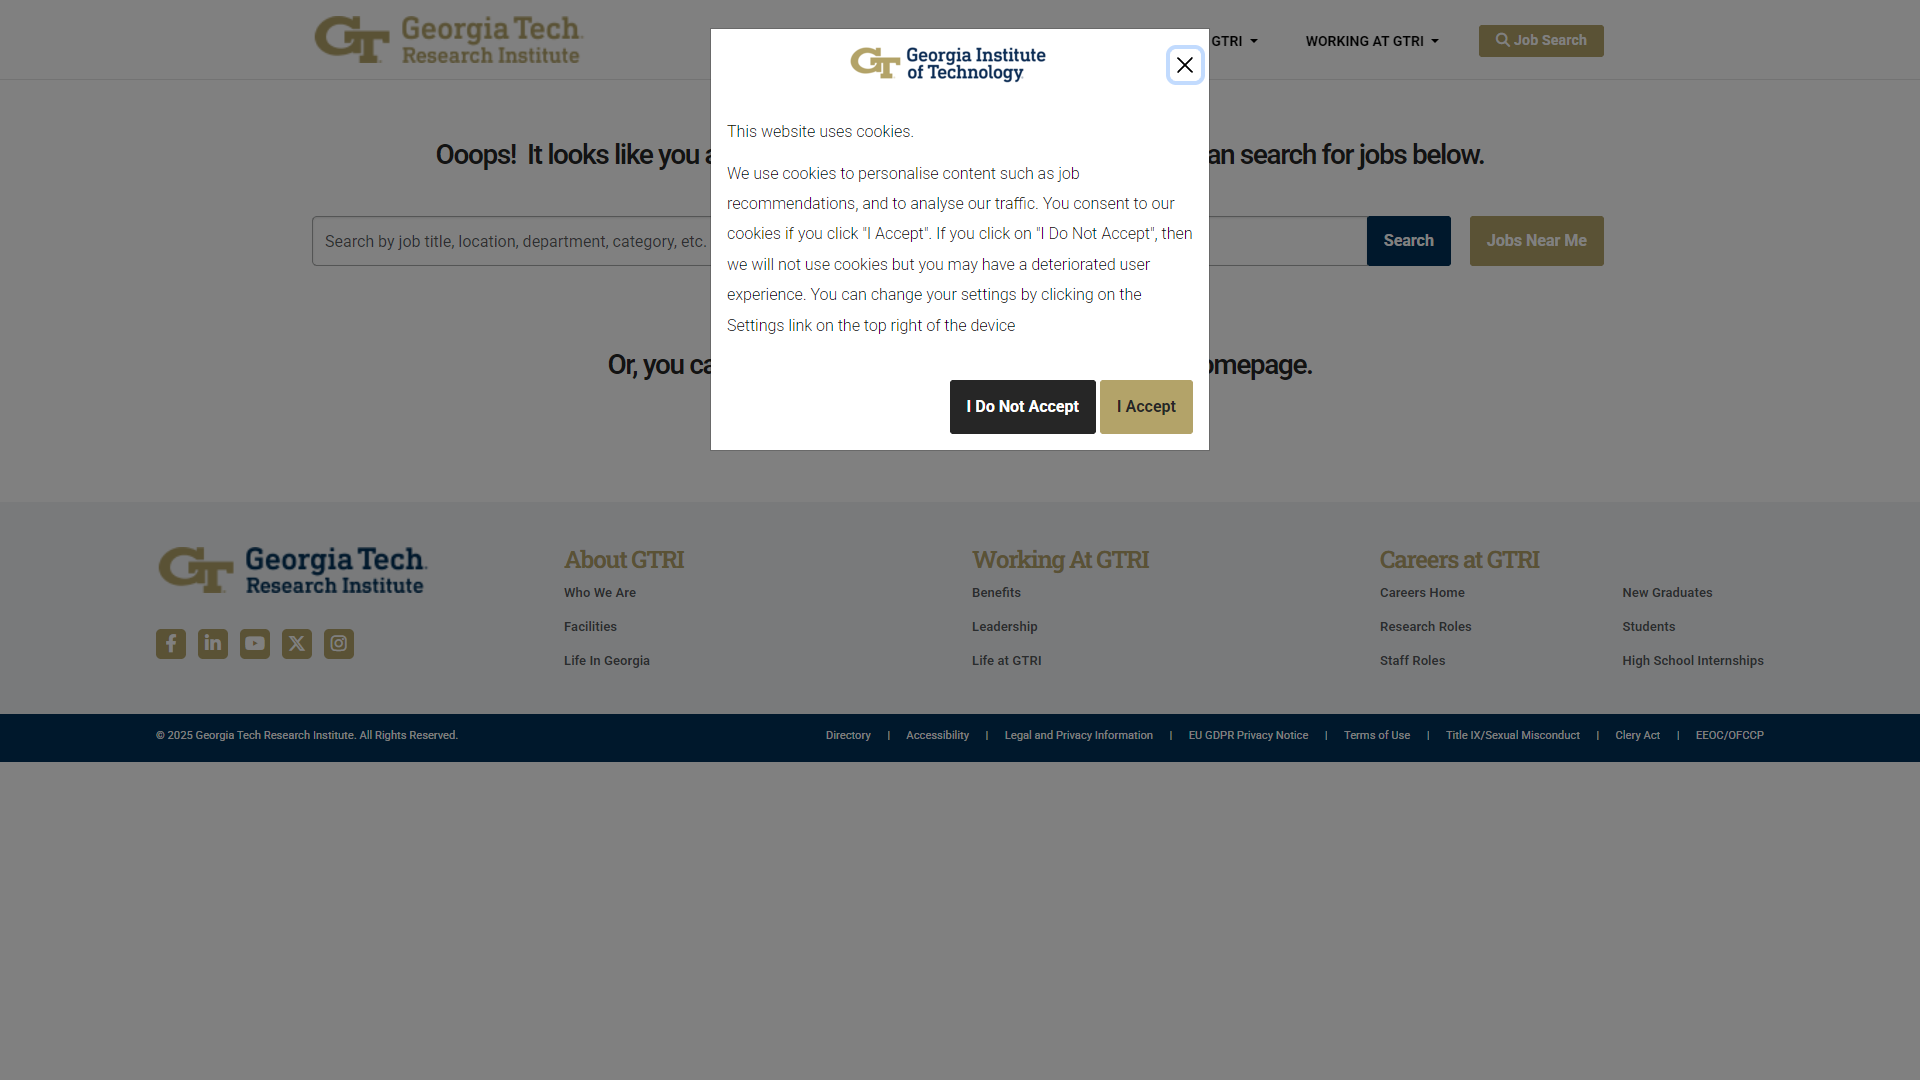 Georgia Tech
Research Institute
GTRI
WORKING AT GTRI
Job Search
Georgia Institute
of Technology
This website uses cookies.
We use cookies to personalise content such as job
recommendations, and to analyse our traffic. You consent to our
cookies if you click "I Accept". If you click on "I Do Not Accept", then
we will not use cookies but you may have a deteriorated user
experience. You can change your settings by clicking on the
Settings link on the top right of the device
I Do Not Accept
I Accept
Ooops! It looks like you
an search for jobs below.
Search by job title, location, department, category, etc.
Search
Jobs Near Me
Or, you
omepage.
Georgia Tech
Research Institute
About GTRI
Who We Are
Facilities
Life In Georgia
Working At GTRI
Benefits
Leadership
Life at GTRI
Careers at GTRI
Careers Home
New Graduates
Research Roles
Students
Staff Roles
High School Internships
© 2025 Georgia Tech Research Institute. All Rights Reserved.
Directory | Accessibility | Legal and Privacy Information | EU GDPR Privacy Notice | Terms of Use | Title IX/Sexual Misconduct | Clery Act | EEOC/OFCCP